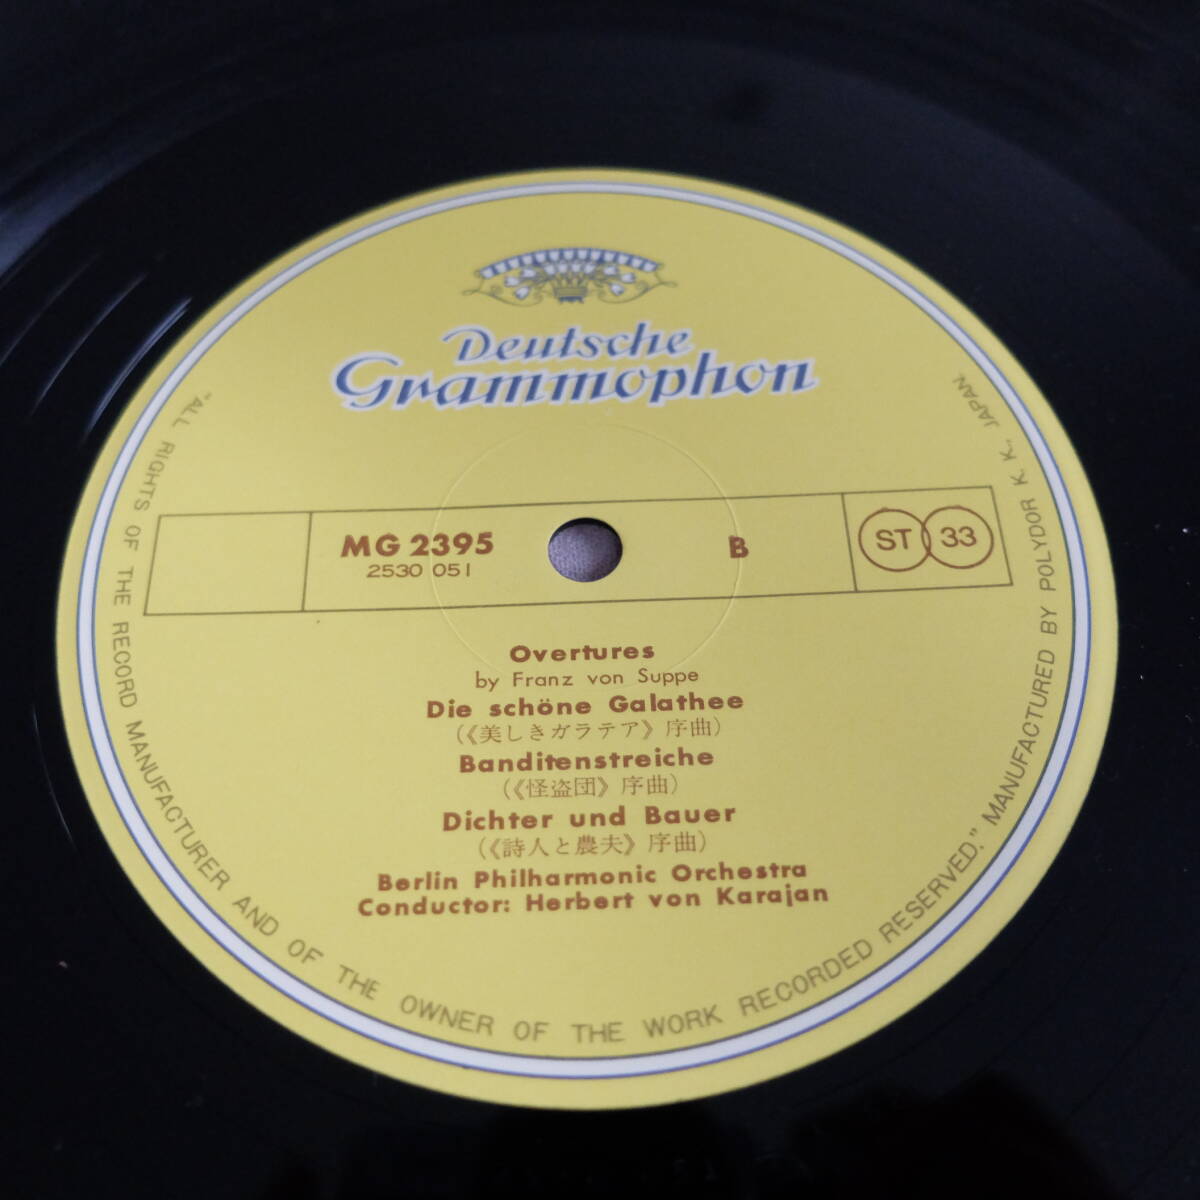 Deutsche
Grammophon
MG 2395
2530 051
B
ST 33
Overtures
by Franz von Suppe
Die schöne Galathee
(《美しきガラテア》序曲)
Banditenstreiche
(《怪盗団》序曲)
Dichter und Bauer
(《詩人と農夫》序曲)
Berlin Philharmonic Orchestra
Conductor: Herbert von Karajan
"ALL RIGHTS OF THE RECORD MANUFACTURER AND OF THE OWNER OF THE WORK RECORDED RESERVED." MANUFACTURED BY POLYDOR K. K., JAPAN.